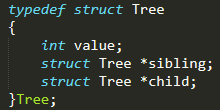 typedef struct Tree
{
    int value;
    struct Tree *sibling;
    struct Tree *child;
}Tree;